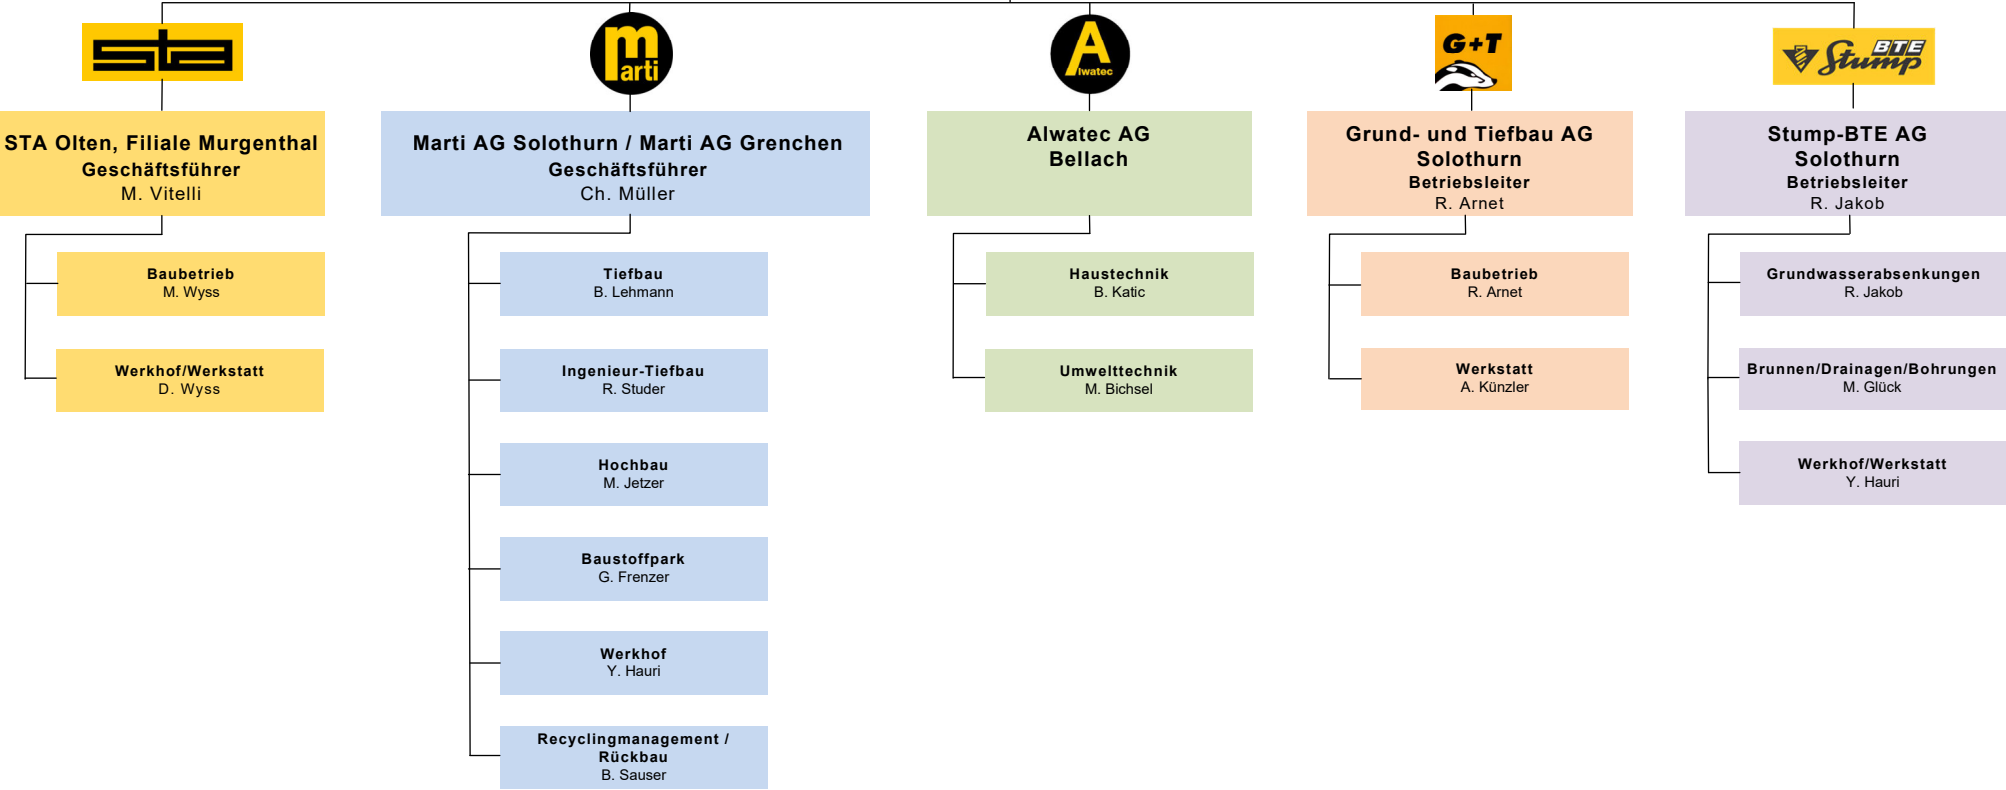 sta
Marti
Alwatec
G+T
BTE
Stump
STA Olten, Filiale Murgenthal
Geschäftsführer
M. Vitelli
Baubetrieb
M. Wyss
Werkhof/Werkstatt
D. Wyss
Marti AG Solothurn / Marti AG Grenchen
Geschäftsführer
Ch. Müller
Tiefbau
B. Lehmann
Ingenieur-Tiefbau
R. Studer
Hochbau
M. Jetzer
Baustoffpark
G. Frenzer
Werkhof
Y. Hauri
Recyclingmanagement /
Rückbau
B. Sauser
Alwatec AG
Bellach
Haustechnik
B. Katic
Umwelttechnik
M. Bichsel
Grund- und Tiefbau AG
Solothurn
Betriebsleiter
R. Arnet
Baubetrieb
R. Arnet
Werkstatt
A. Künzler
Stump-BTE AG
Solothurn
Betriebsleiter
R. Jakob
Grundwasserabsenkungen
R. Jakob
Brunnen/Drainagen/Bohrungen
M. Glück
Werkhof/Werkstatt
Y. Hauri